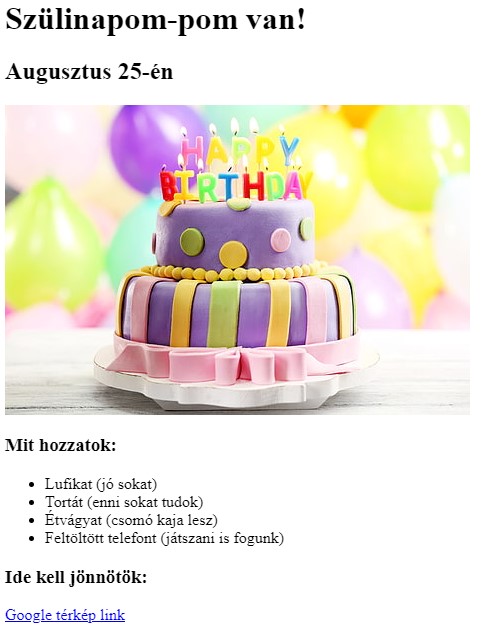 Szülinapom-pom van!
Augusztus 25-én
HAPPY
BIRTHDAY
Mit hozzatok:
Lufikat (jó sokat)
Tortát (enni sokat tudok)
Étvágyat (csomó kaja lesz)
Feltöltött telefont (játszani is fogunk)
Ide kell jönnötök:
Google térkép link